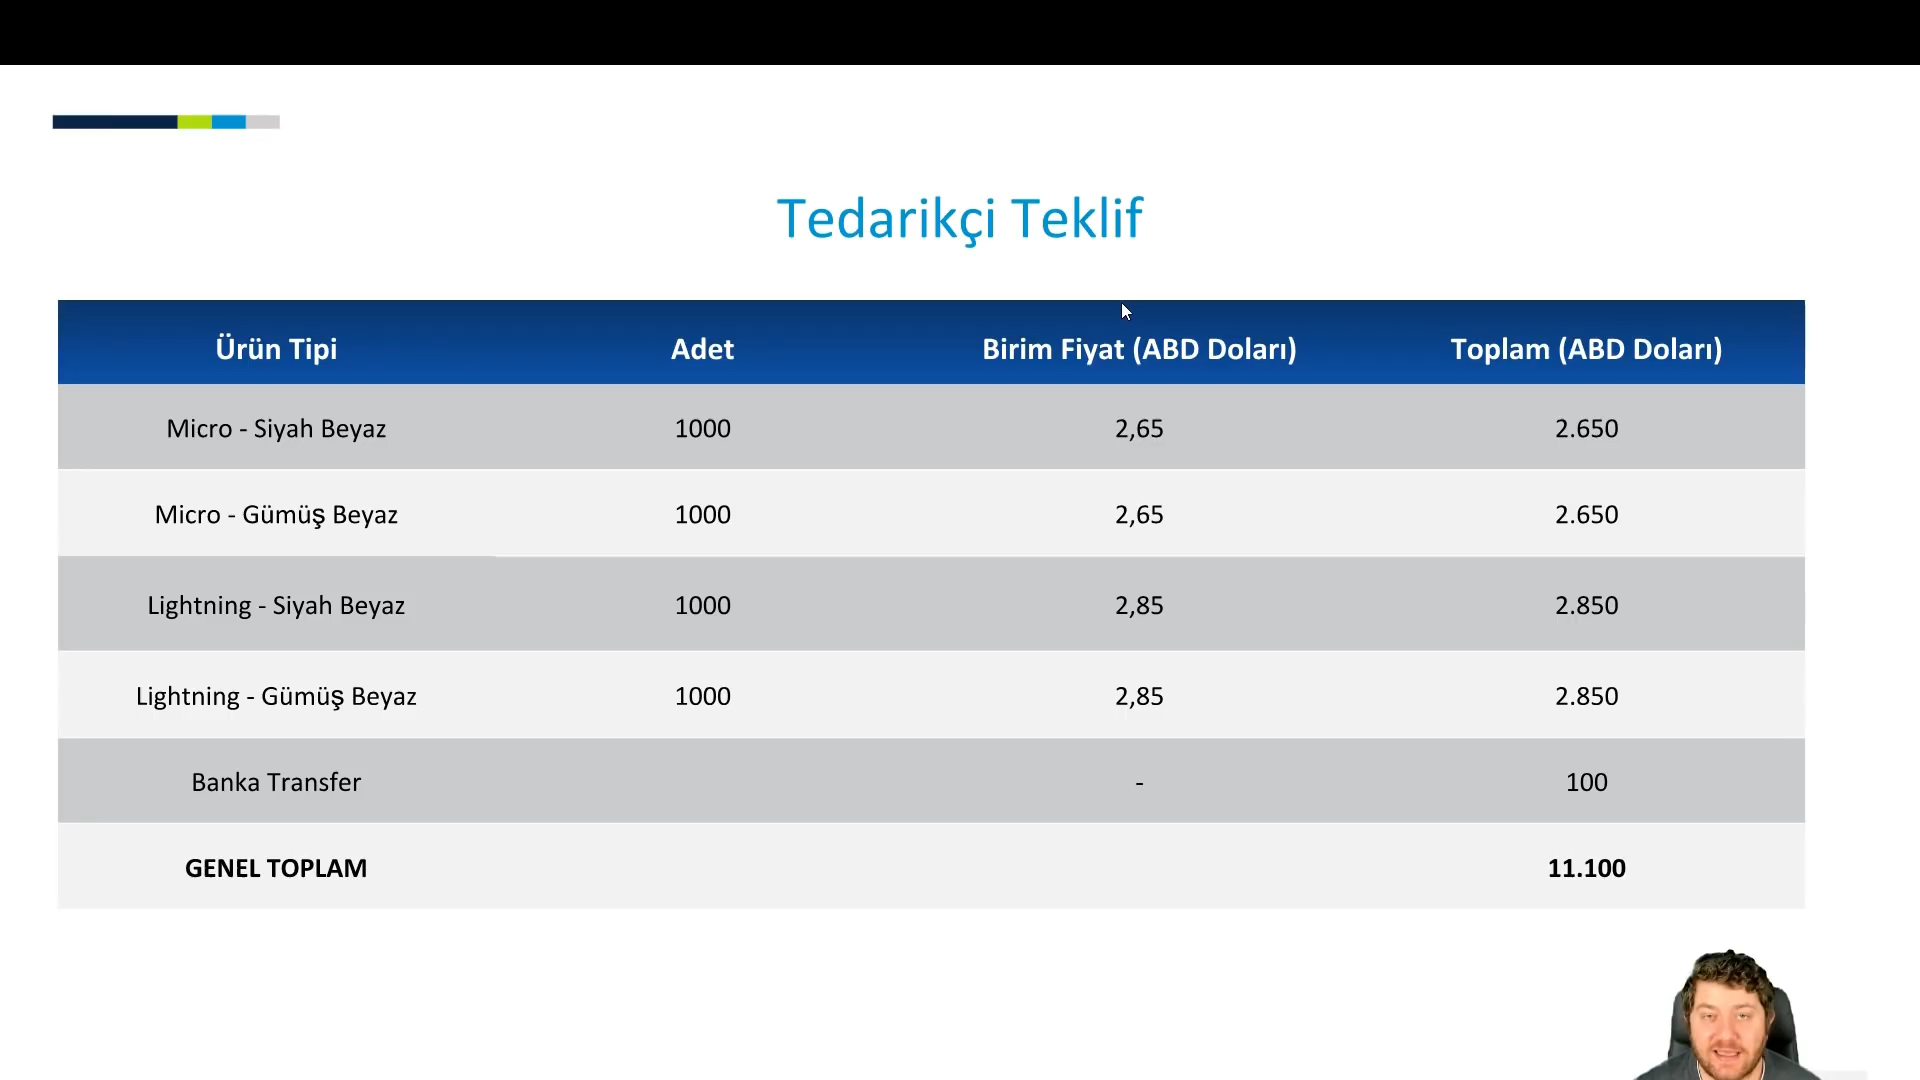 Tedarikçi Teklif
Ürün Tipi Adet Birim Fiyat (ABD Doları) Toplam (ABD Doları)
Micro - Siyah Beyaz 1000 2,65 2.650
Micro - Gümüş Beyaz 1000 2,65 2.650
Lightning - Siyah Beyaz 1000 2,85 2.850
Lightning - Gümüş Beyaz 1000 2,85 2.850
Banka Transfer - 100
GENEL TOPLAM 11.100